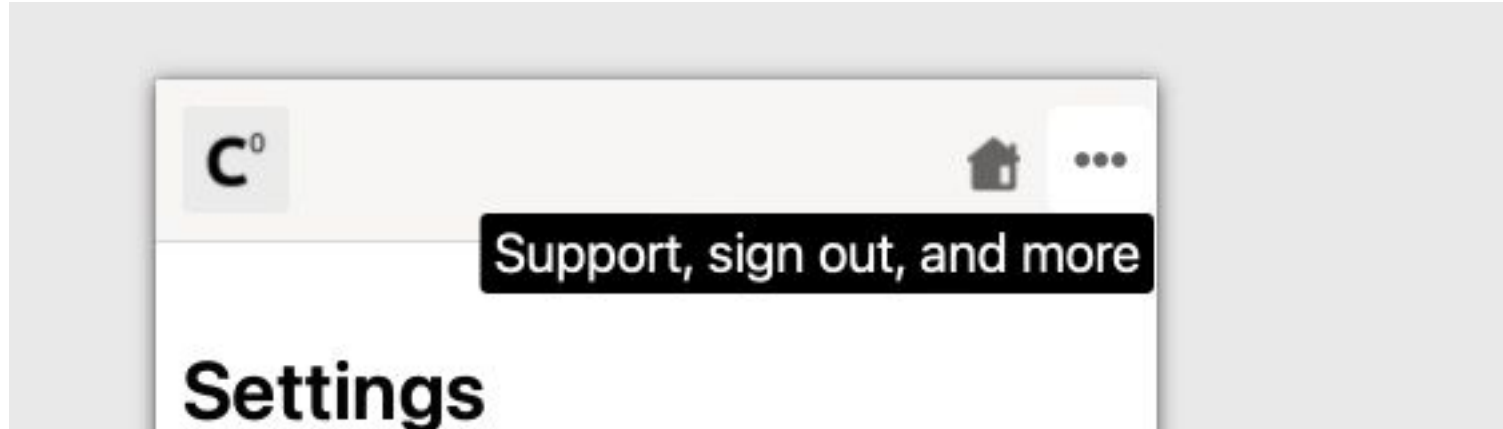 C⁰
Support, sign out, and more
Settings